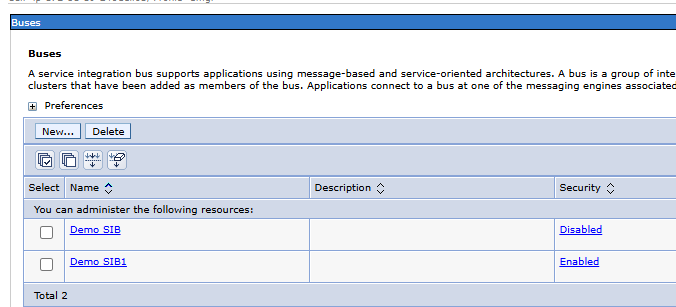 Buses
Buses
A service integration bus supports applications using message-based and service-oriented architectures. A bus is a group of inte
clusters that have been added as members of the bus. Applications connect to a bus at one of the messaging engines associated
Preferences
New... Delete
Select Name Description Security
You can administer the following resources:
Demo SIB Disabled
Demo SIB1 Enabled
Total 2